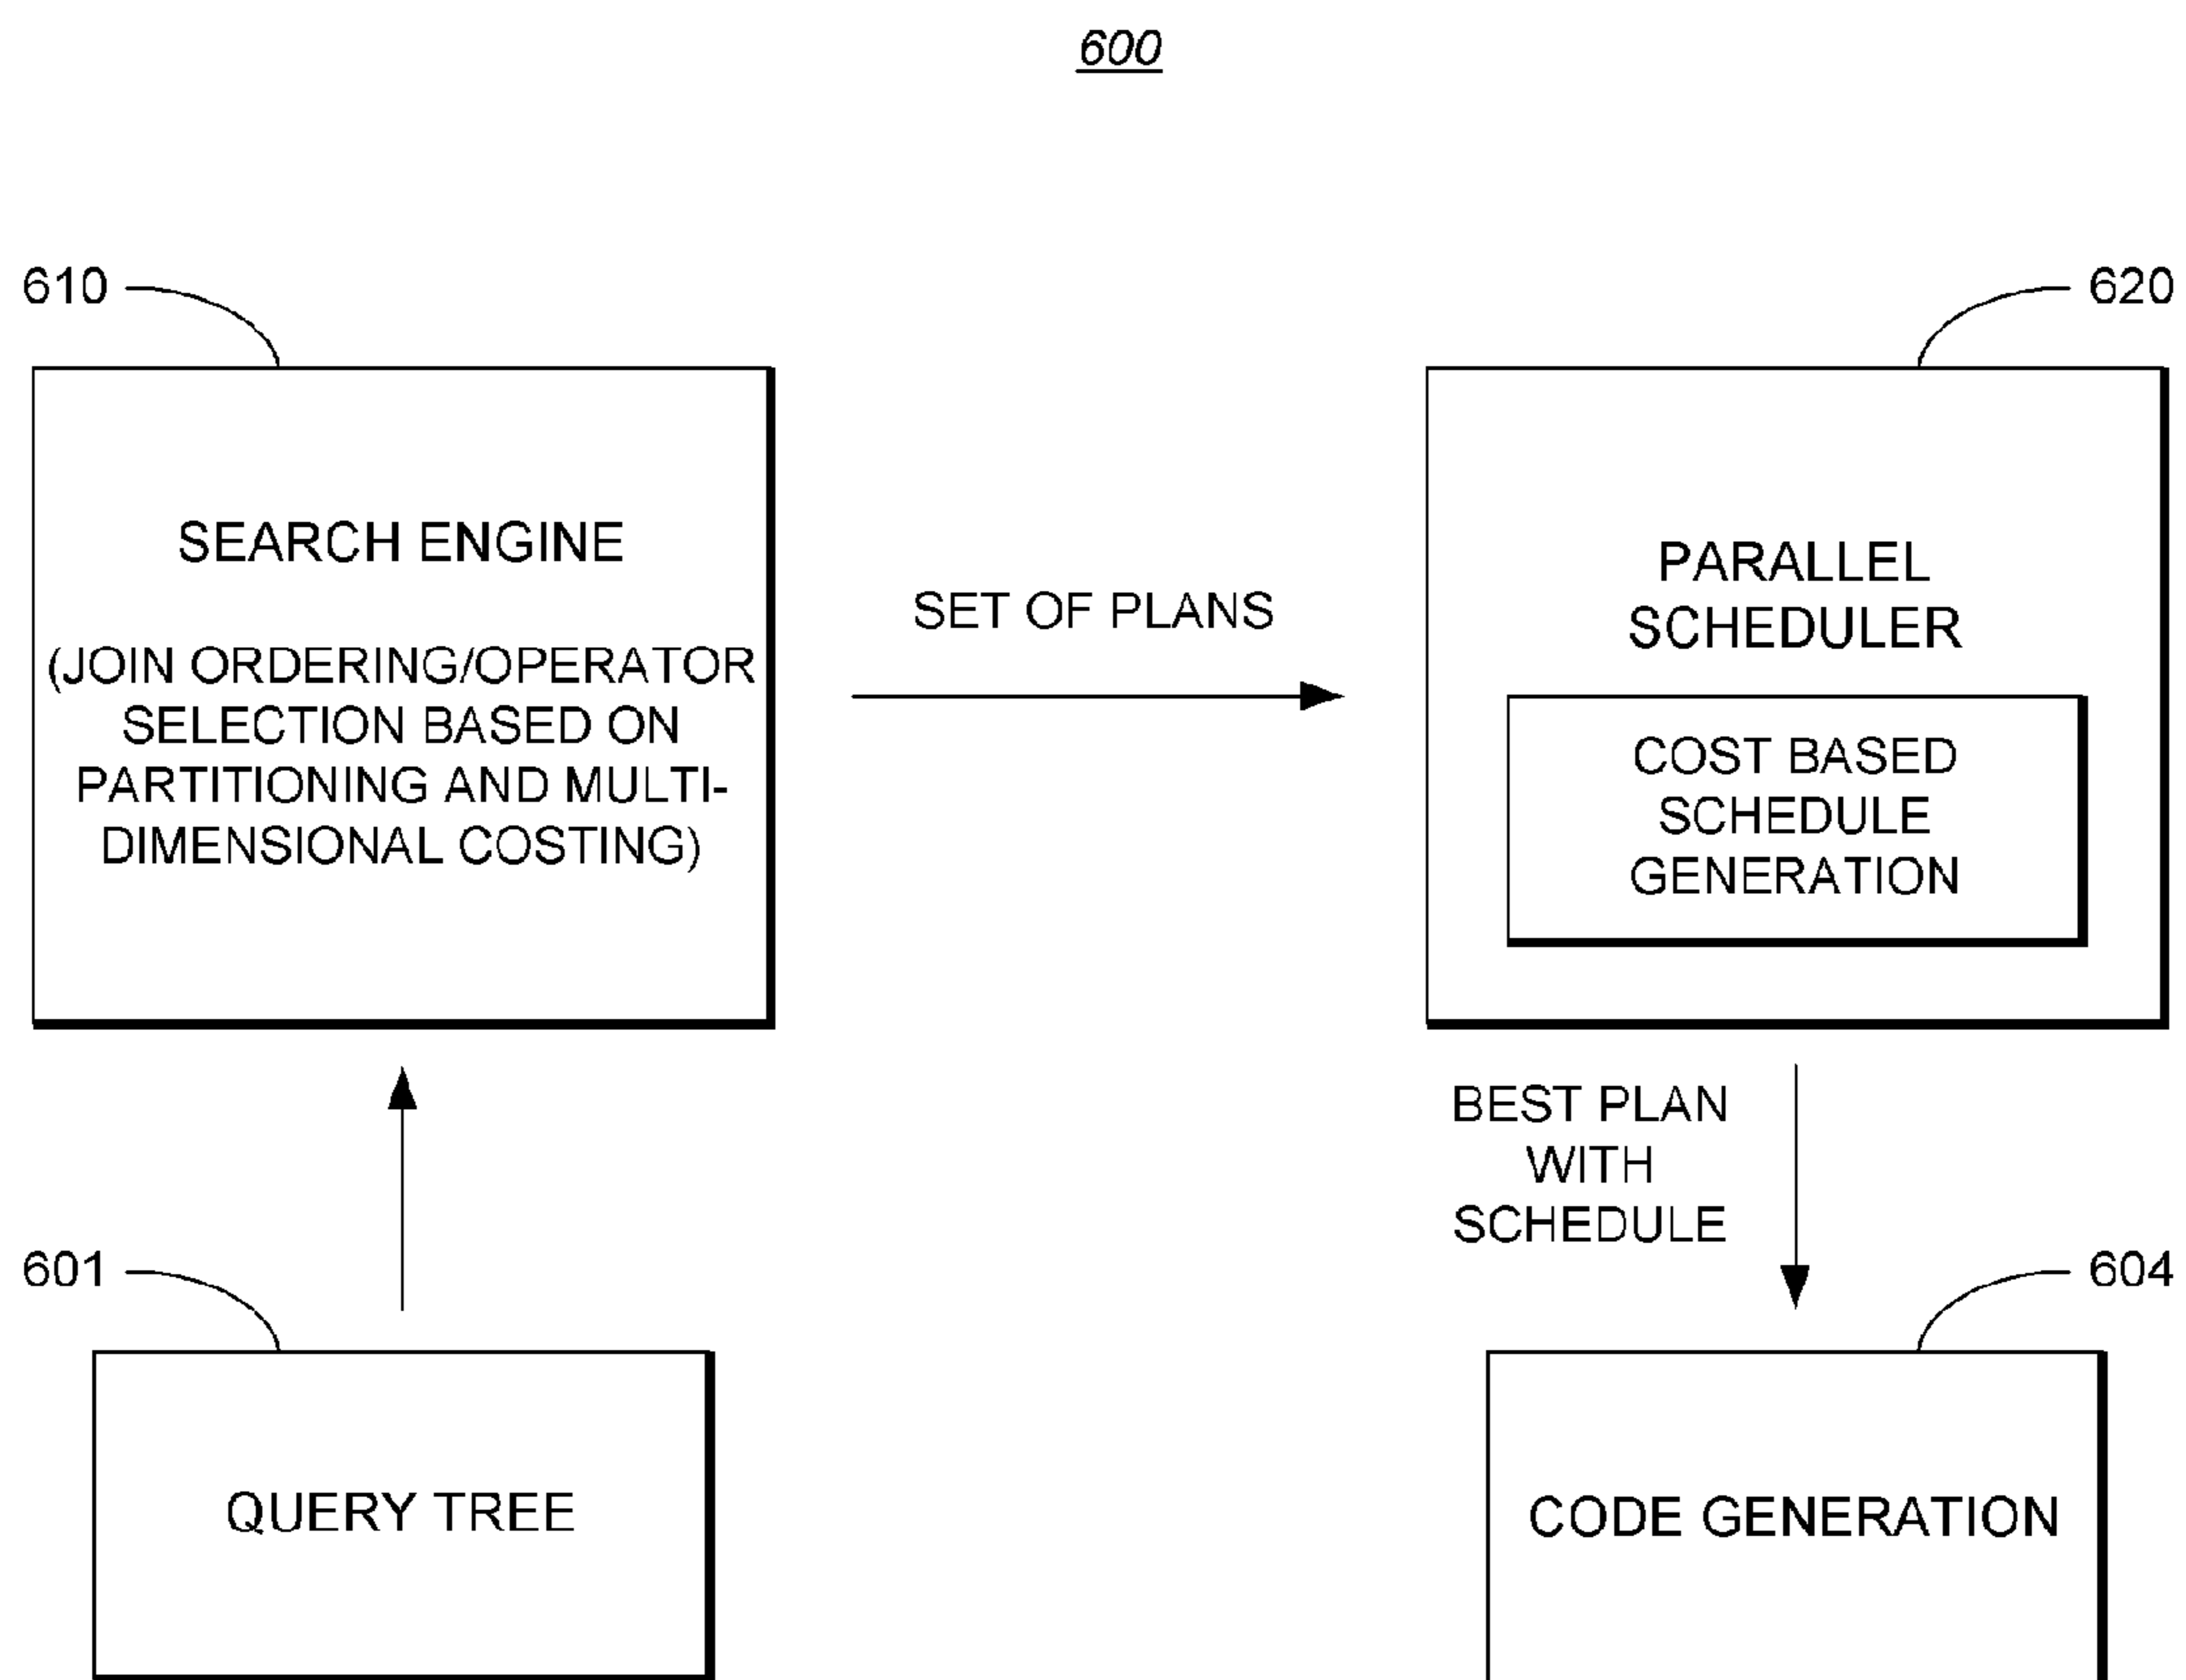 600
610
620
SEARCH ENGINE
(JOIN ORDERING/OPERATOR
SELECTION BASED ON
PARTITIONING AND MULTI-
DIMENSIONAL COSTING)
SET OF PLANS
PARALLEL
SCHEDULER
COST BASED
SCHEDULE
GENERATION
BEST PLAN
WITH
SCHEDULE
601
604
QUERY TREE
CODE GENERATION